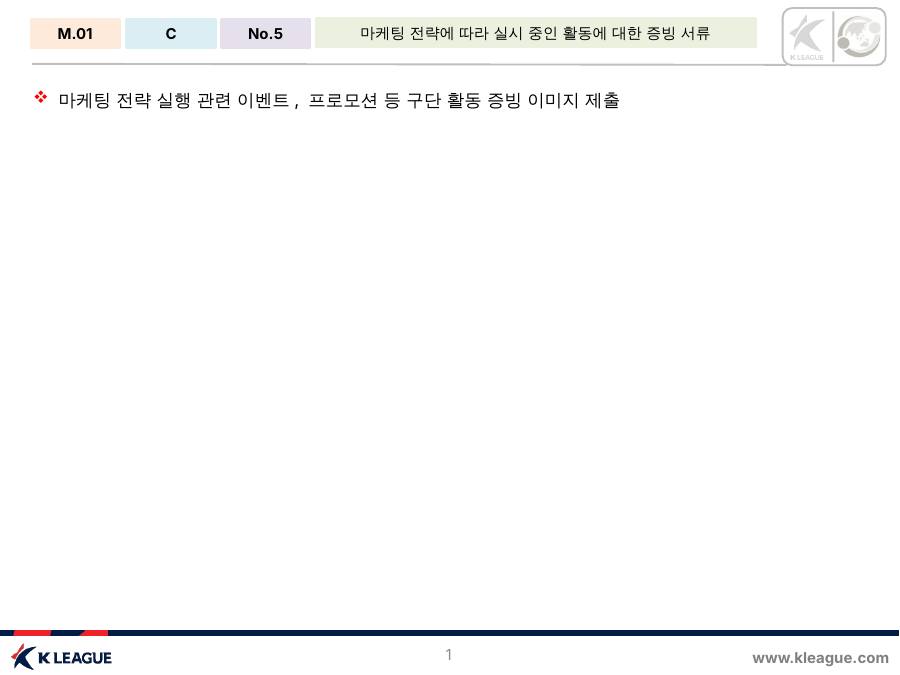 M.01 C No.5 마케팅 전략에 따라 실시 중인 활동에 대한 증빙 서류
K LEAGUE
마케팅 전략 실행 관련 이벤트 , 프로모션 등 구단 활동 증빙 이미지 제출
K LEAGUE 1 www.kleague.com